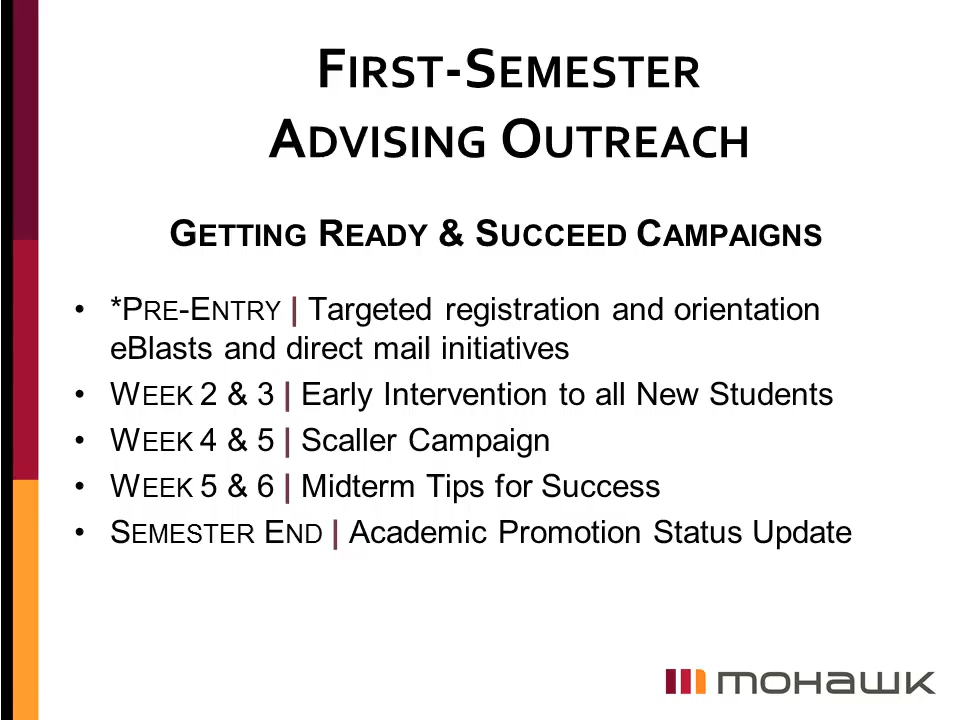 First-Semester
Advising Outreach
Getting Ready & Succeed Campaigns
• *Pre-Entry | Targeted registration and orientation
eBlasts and direct mail initiatives
• Week 2 & 3 | Early Intervention to all New Students
• Week 4 & 5 | Scaller Campaign
• Week 5 & 6 | Midterm Tips for Success
• Semester End | Academic Promotion Status Update
mohawk